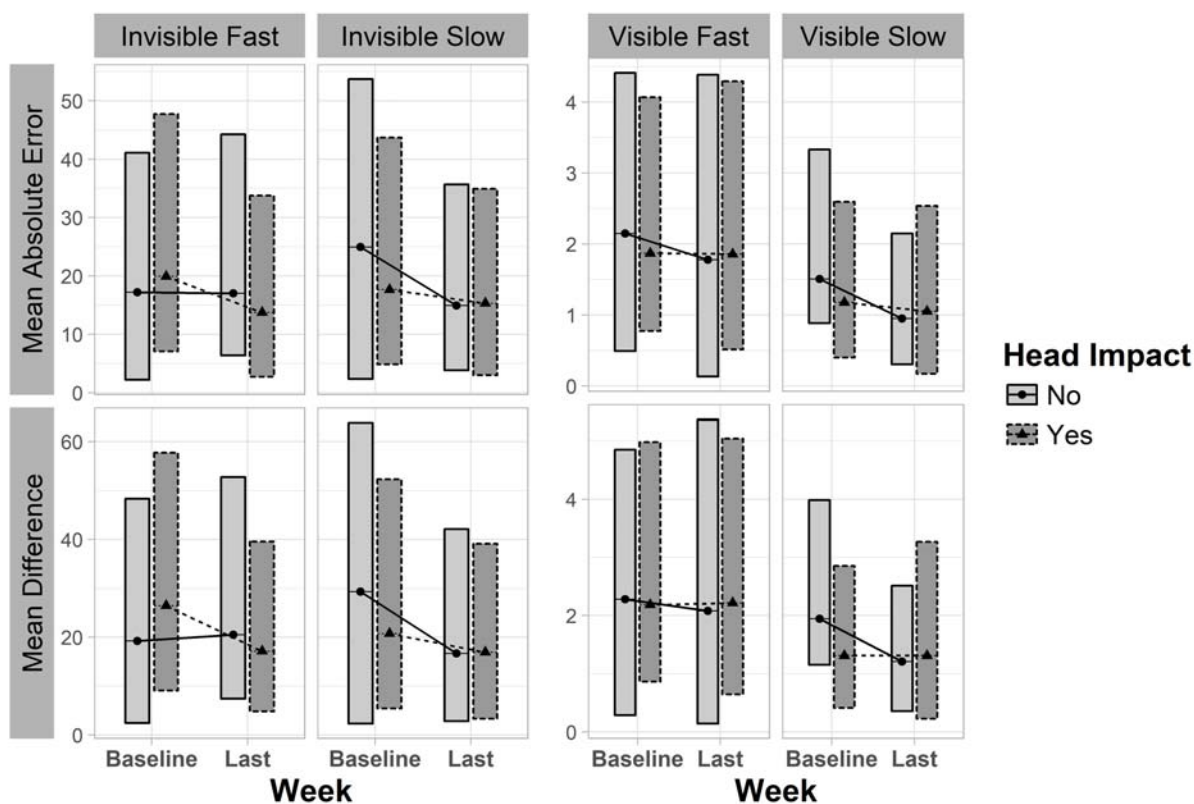 Invisible Fast
Invisible Slow
Visible Fast
Visible Slow
Mean Absolute Error
50
40
30
20
10
0
4
3
2
1
0
Head Impact
No
Yes
Mean Difference
60
40
20
0
4
2
0
Baseline Last
Baseline Last
Baseline Last
Baseline Last
Week
Week